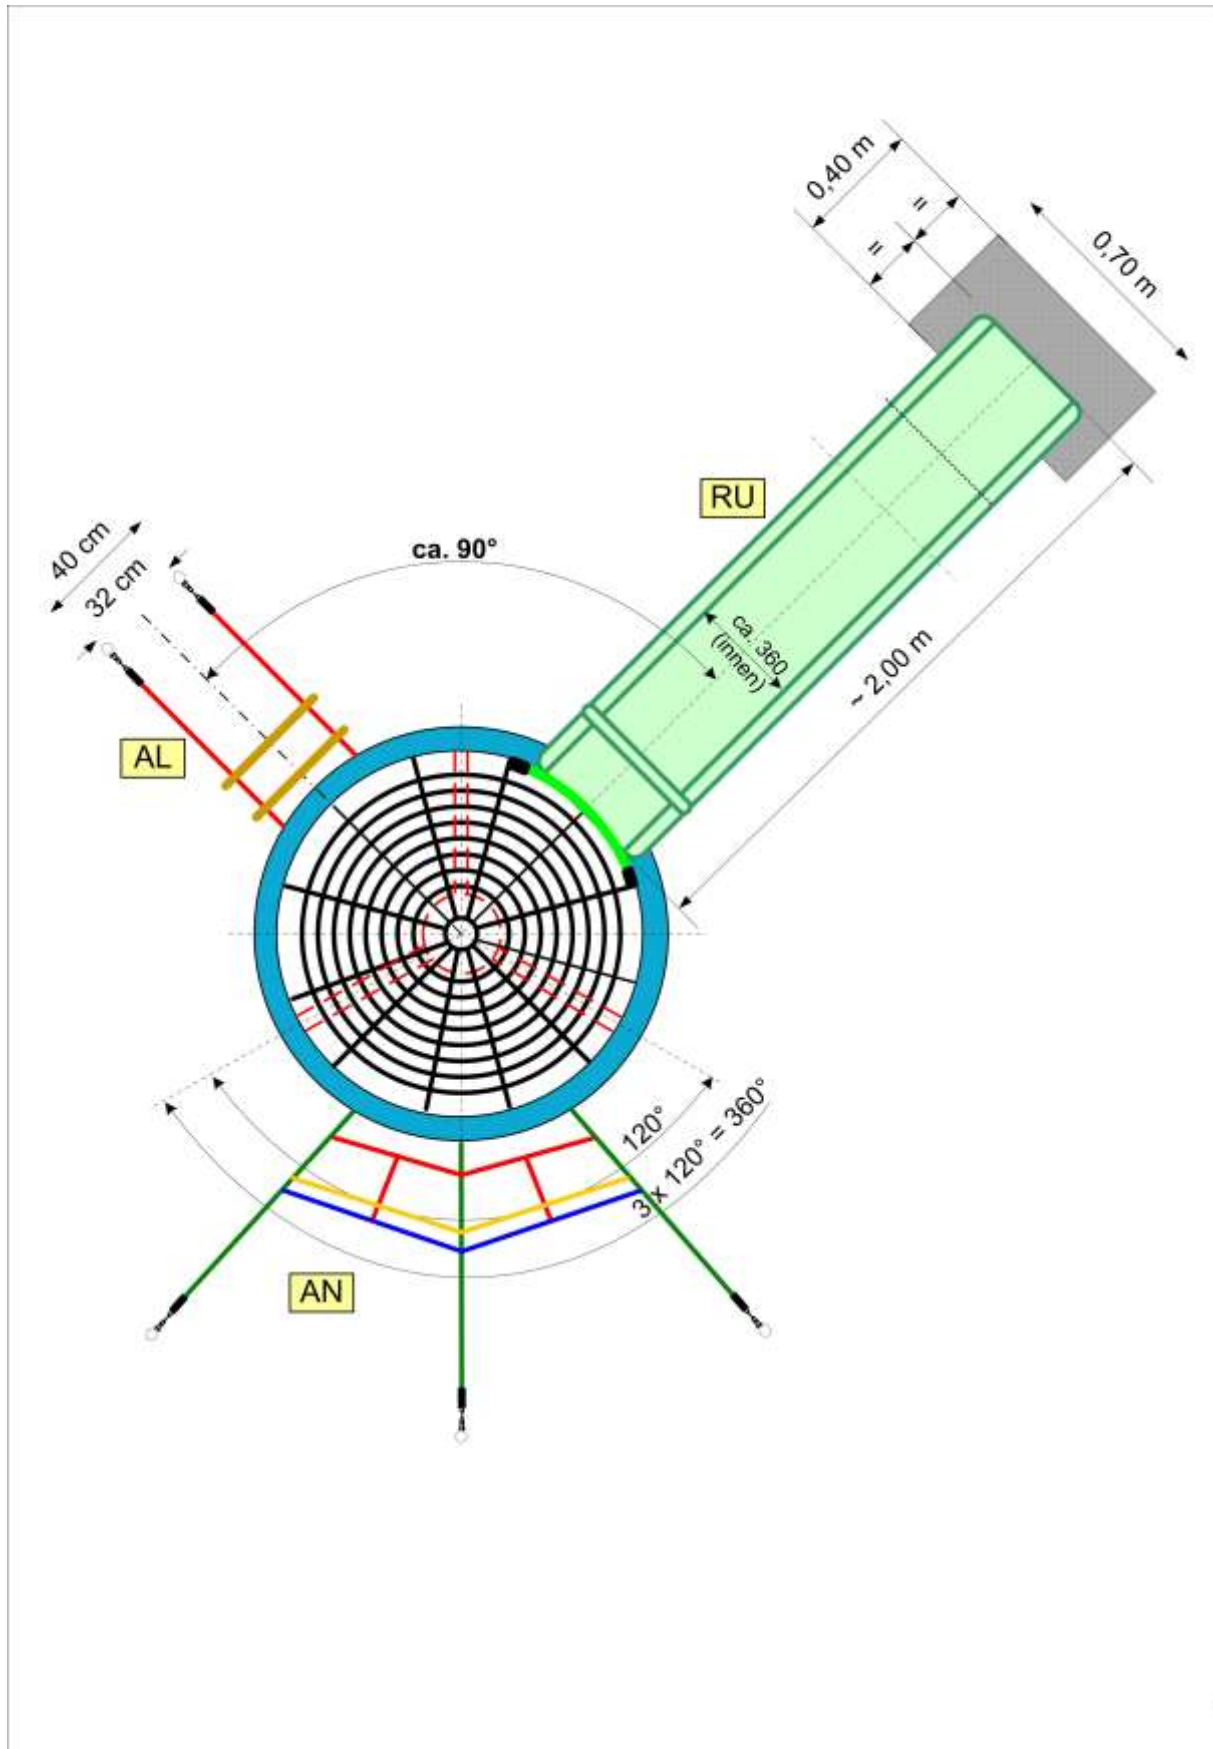 0,40 m
=
=
0,70 m
RU
ca. 90°
40 cm
32 cm
ca. 360
(innen)
~ 2,00 m
AL
120°
3 x 120° = 360°
AN